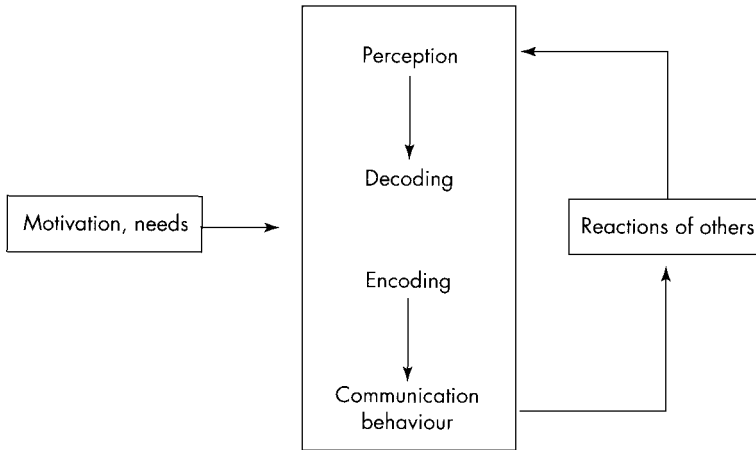 Perception
Decoding
Motivation, needs
Reactions of others
Encoding
Communication
behaviour